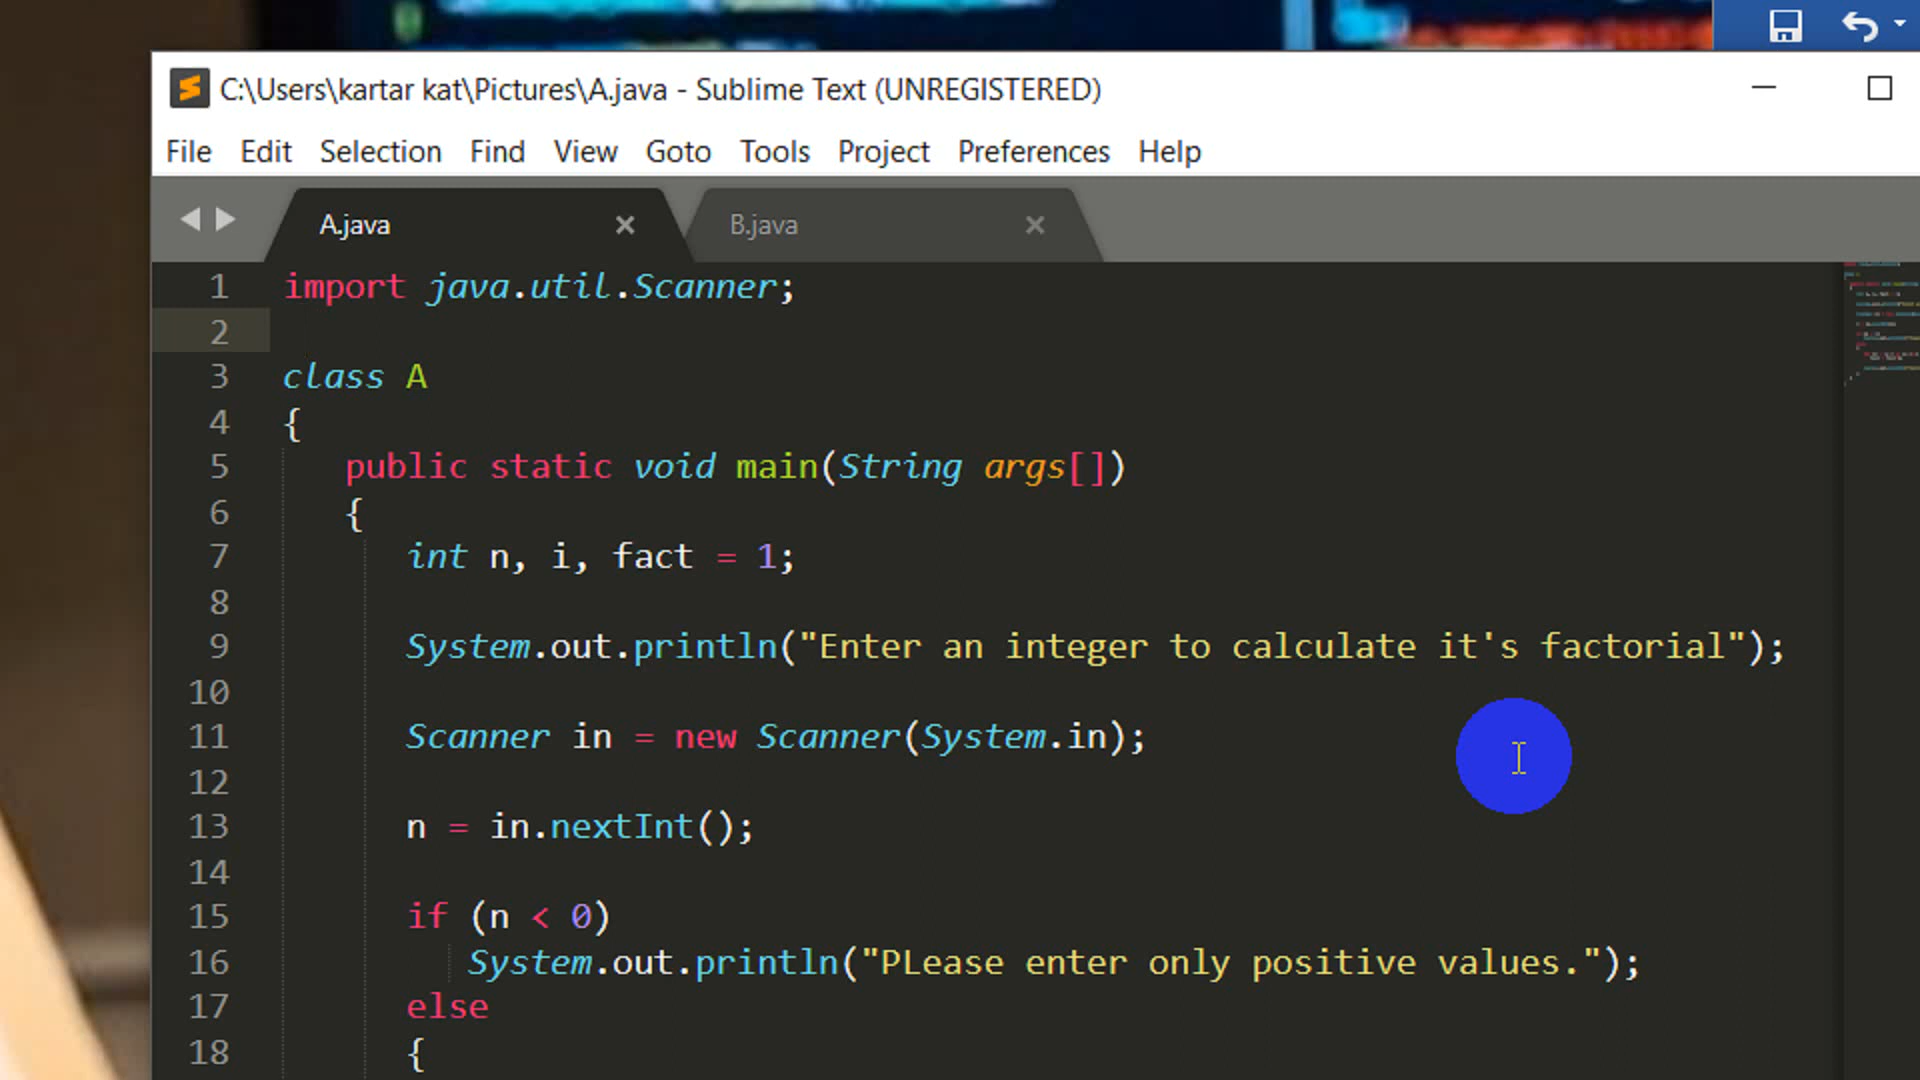 C:\Users\kartar kat\Pictures\A.java - Sublime Text (UNREGISTERED)
File Edit Selection Find View Goto Tools Project Preferences Help
A.java B.java
1 import java.util.Scanner;
2
3 class A
4 {
5 public static void main(String args[])
6 {
7 int n, i, fact = 1;
8
9 System.out.println("Enter an integer to calculate it's factorial");
10
11 Scanner in = new Scanner(System.in);
12
13 n = in.nextInt();
14
15 if (n < 0)
16 System.out.println("PLease enter only positive values.");
17 else
18 {